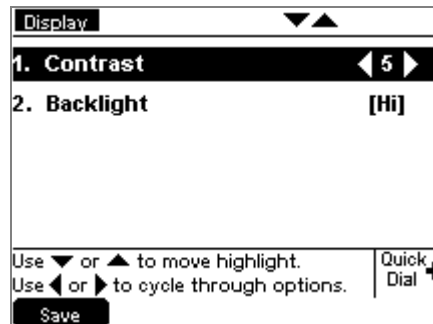 Display
1. Contrast 5
2. Backlight [Hi]
Use ▼ or ▲ to move highlight.
Use ◀ or ▶ to cycle through options.
Quick
Dial
Save